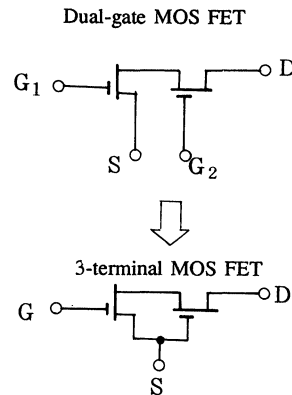 Dual-gate MOS FET
G1
D
S
G2
3-terminal MOS FET
G
D
S